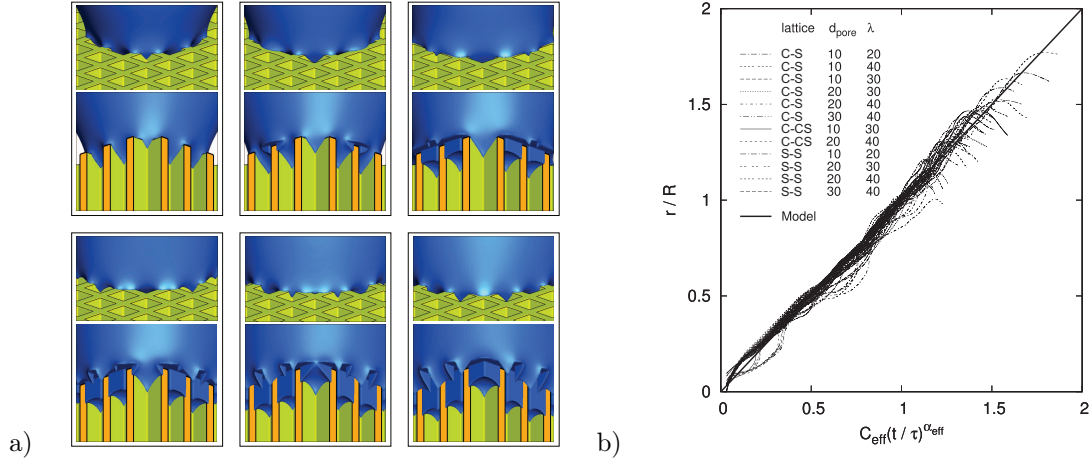 a)
b)
r / R
2
1.5
1
0.5
0
0 0.5 1 1.5 2
C_eff(t / τ)^α_eff
lattice d_pore λ
C-S 10 20
C-S 10 40
C-S 10 30
C-S 20 30
C-S 20 40
C-S 30 40
C-CS 10 30
C-CS 20 40
S-S 10 20
S-S 20 30
S-S 20 40
S-S 30 40
Model